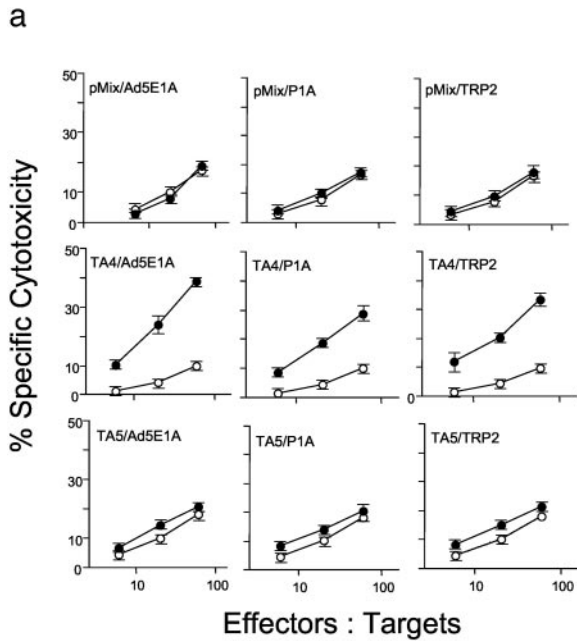 a
% Specific Cytotoxicity
pMix/Ad5E1A pMix/P1A pMix/TRP2
50
30
10
0
TA4/Ad5E1A TA4/P1A TA4/TRP2
50
30
10
0
TA5/Ad5E1A TA5/P1A TA5/TRP2
50
30
10
0
10 100 10 100 10 100
Effectors : Targets